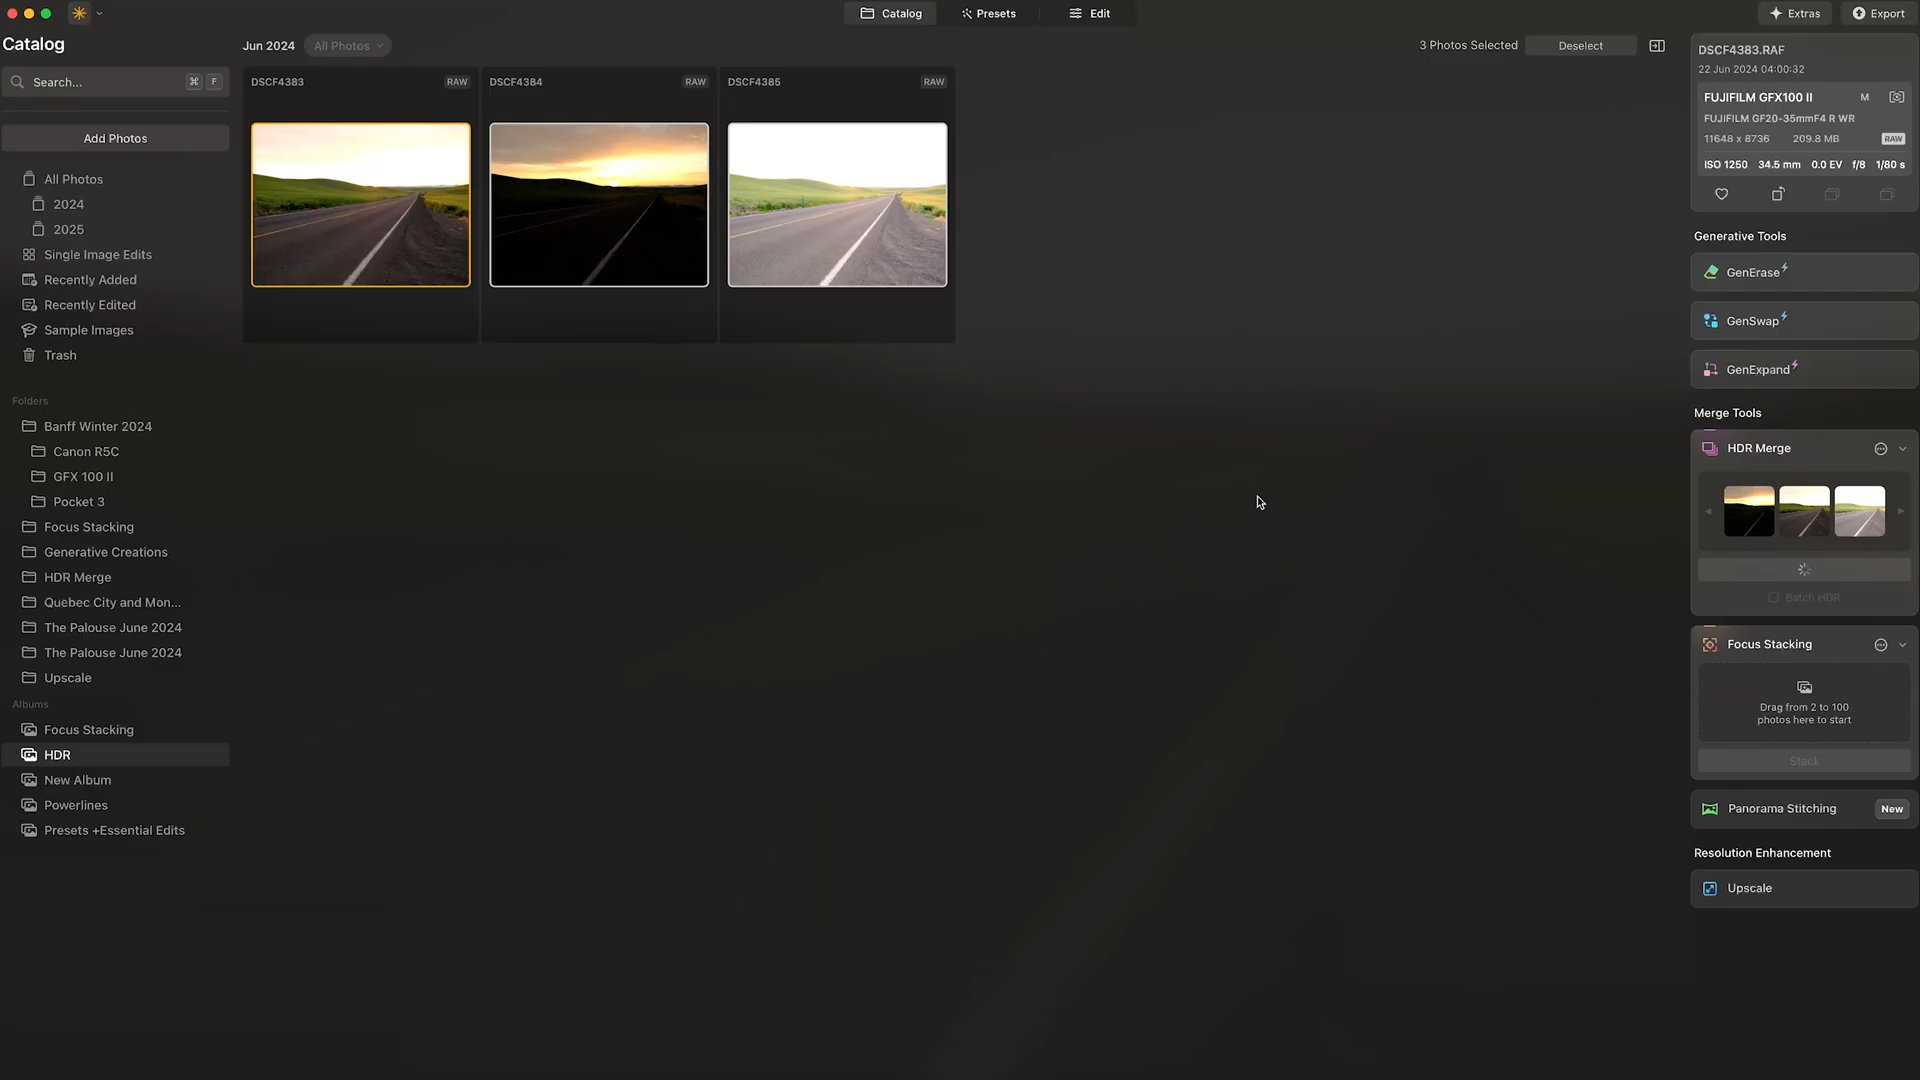 Catalog
Presets
Edit
Extras
Export
Catalog
Jun 2024
All Photos
3 Photos Selected
Deselect
Search...
⌘ F
Add Photos
All Photos
2024
2025
Single Image Edits
Recently Added
Recently Edited
Sample Images
Trash
Folders
Banff Winter 2024
Canon R5C
GFX 100 II
Pocket 3
Focus Stacking
Generative Creations
HDR Merge
Quebec City and Mon...
The Palouse June 2024
The Palouse June 2024
Upscale
Albums
Focus Stacking
HDR
New Album
Powerlines
Presets +Essential Edits
DSCF4383 RAW
DSCF4384 RAW
DSCF4385 RAW
DSCF4383.RAF
22 Jun 2024 04:00:32
FUJIFILM GFX100 II M
FUJIFILM GF20-35mmF4 R WR
11648 x 8736 209.8 MB RAW
ISO 1250 34.5 mm 0.0 EV f/8 1/80 s
Generative Tools
GenErase
GenSwap
GenExpand
Merge Tools
HDR Merge
Batch HDR
Focus Stacking
Drag from 2 to 100
photos here to start
Stack
Panorama Stitching New
Resolution Enhancement
Upscale